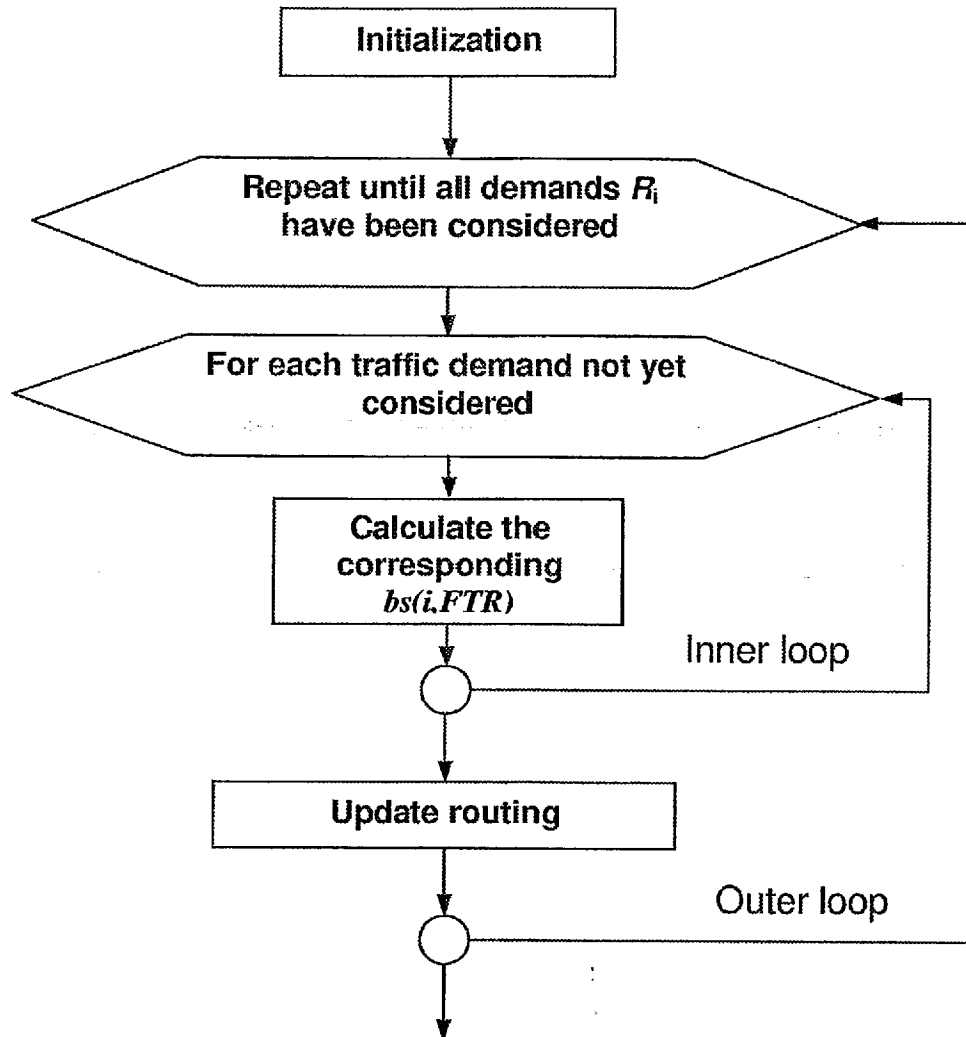 Initialization
Repeat until all demands Ri
have been considered
For each traffic demand not yet
considered
Calculate the
corresponding
bs(i,FTR)
Inner loop
Update routing
Outer loop